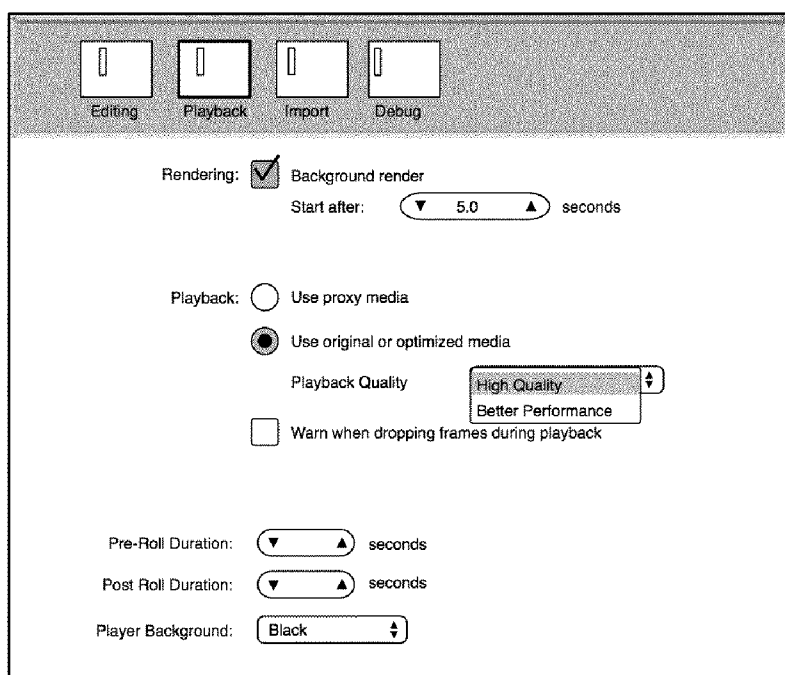 Editing Playback Import Debug
Rendering: Background render
Start after: 5.0 seconds
Playback: Use proxy media
Use original or optimized media
Playback Quality High Quality
Better Performance
Warn when dropping frames during playback
Pre-Roll Duration: seconds
Post Roll Duration: seconds
Player Background: Black